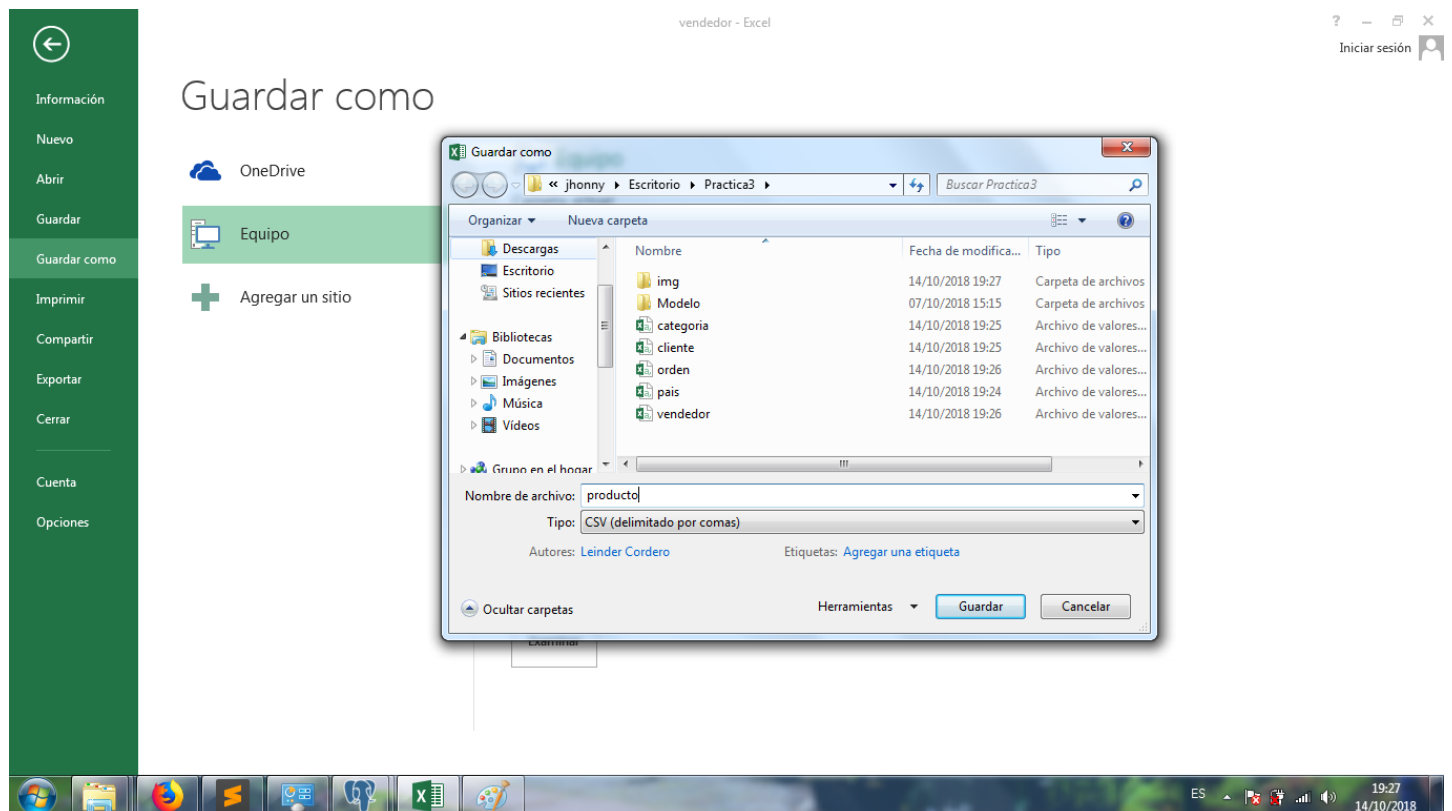 vendedor - Excel
?
Iniciar sesión
Información
Nuevo
Abrir
Guardar
Guardar como
Imprimir
Compartir
Exportar
Cerrar
Cuenta
Opciones
Guardar como
OneDrive
Equipo
Agregar un sitio
Equipo
Guardar como
« jhonny Escritorio Practica3
Buscar Practica3
Organizar Nueva carpeta
Descargas
Escritorio
Sitios recientes
Bibliotecas
Documentos
Imágenes
Música
Vídeos
Grupo en el hogar
Nombre Fecha de modifica... Tipo
img 14/10/2018 19:27 Carpeta de archivos
Modelo 07/10/2018 15:15 Carpeta de archivos
categoria 14/10/2018 19:25 Archivo de valores...
cliente 14/10/2018 19:25 Archivo de valores...
orden 14/10/2018 19:26 Archivo de valores...
pais 14/10/2018 19:24 Archivo de valores...
vendedor 14/10/2018 19:26 Archivo de valores...
Nombre de archivo: producto
Tipo: CSV (delimitado por comas)
Autores: Leinder Cordero Etiquetas: Agregar una etiqueta
Ocultar carpetas Herramientas Guardar Cancelar
Examinar
ES
19:27
14/10/2018